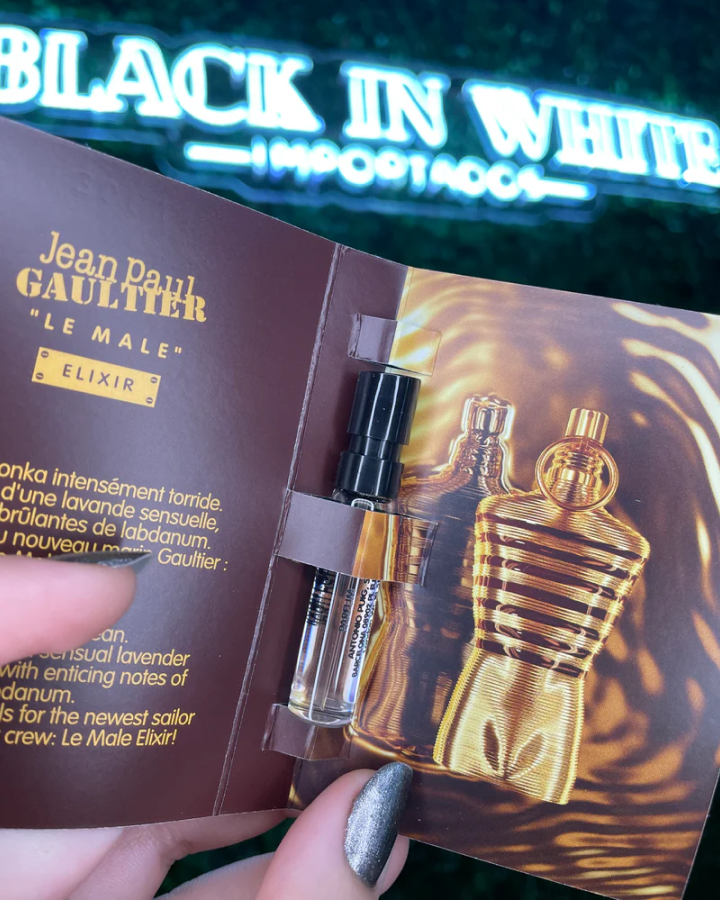 BLACK IN WHITE
IMPORTADOS
Jean Paul
GAULTIER
"LE MALE"
ELIXIR
onka intensément torride.
d'une lavande sensuelle,
brûlantes de labdanum.
u nouveau marin Gaultier :
ean.
sensual lavender
with enticing notes of
bdanum.
ls for the newest sailor
crew: Le Male Elixir!
ANTONIO PUIG,
BARCELONA